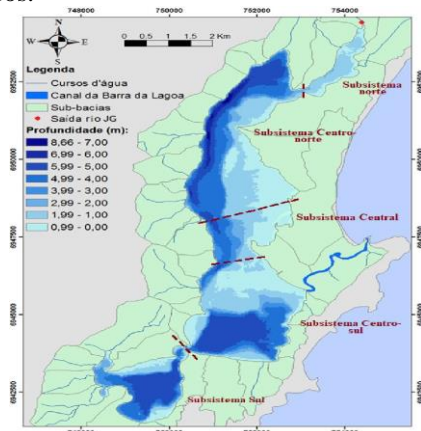 748000 750000 752000 754000
N
W E
S
0 0.5 1 2 Km
Legenda
Cursos d'água
Canal da Barra da Lagoa
Sub-bacias
Saída rio JG
Profundidade (m):
8,66 - 7,00
6,99 - 6,00
5,99 - 5,00
4,99 - 4,00
3,99 - 3,00
2,99 - 2,00
1,99 - 1,00
0,99 - 0,00
Subsistema
norte
Subsistema Centro-
norte
Subsistema Central
Subsistema Centro-
sul
Subsistema Sul